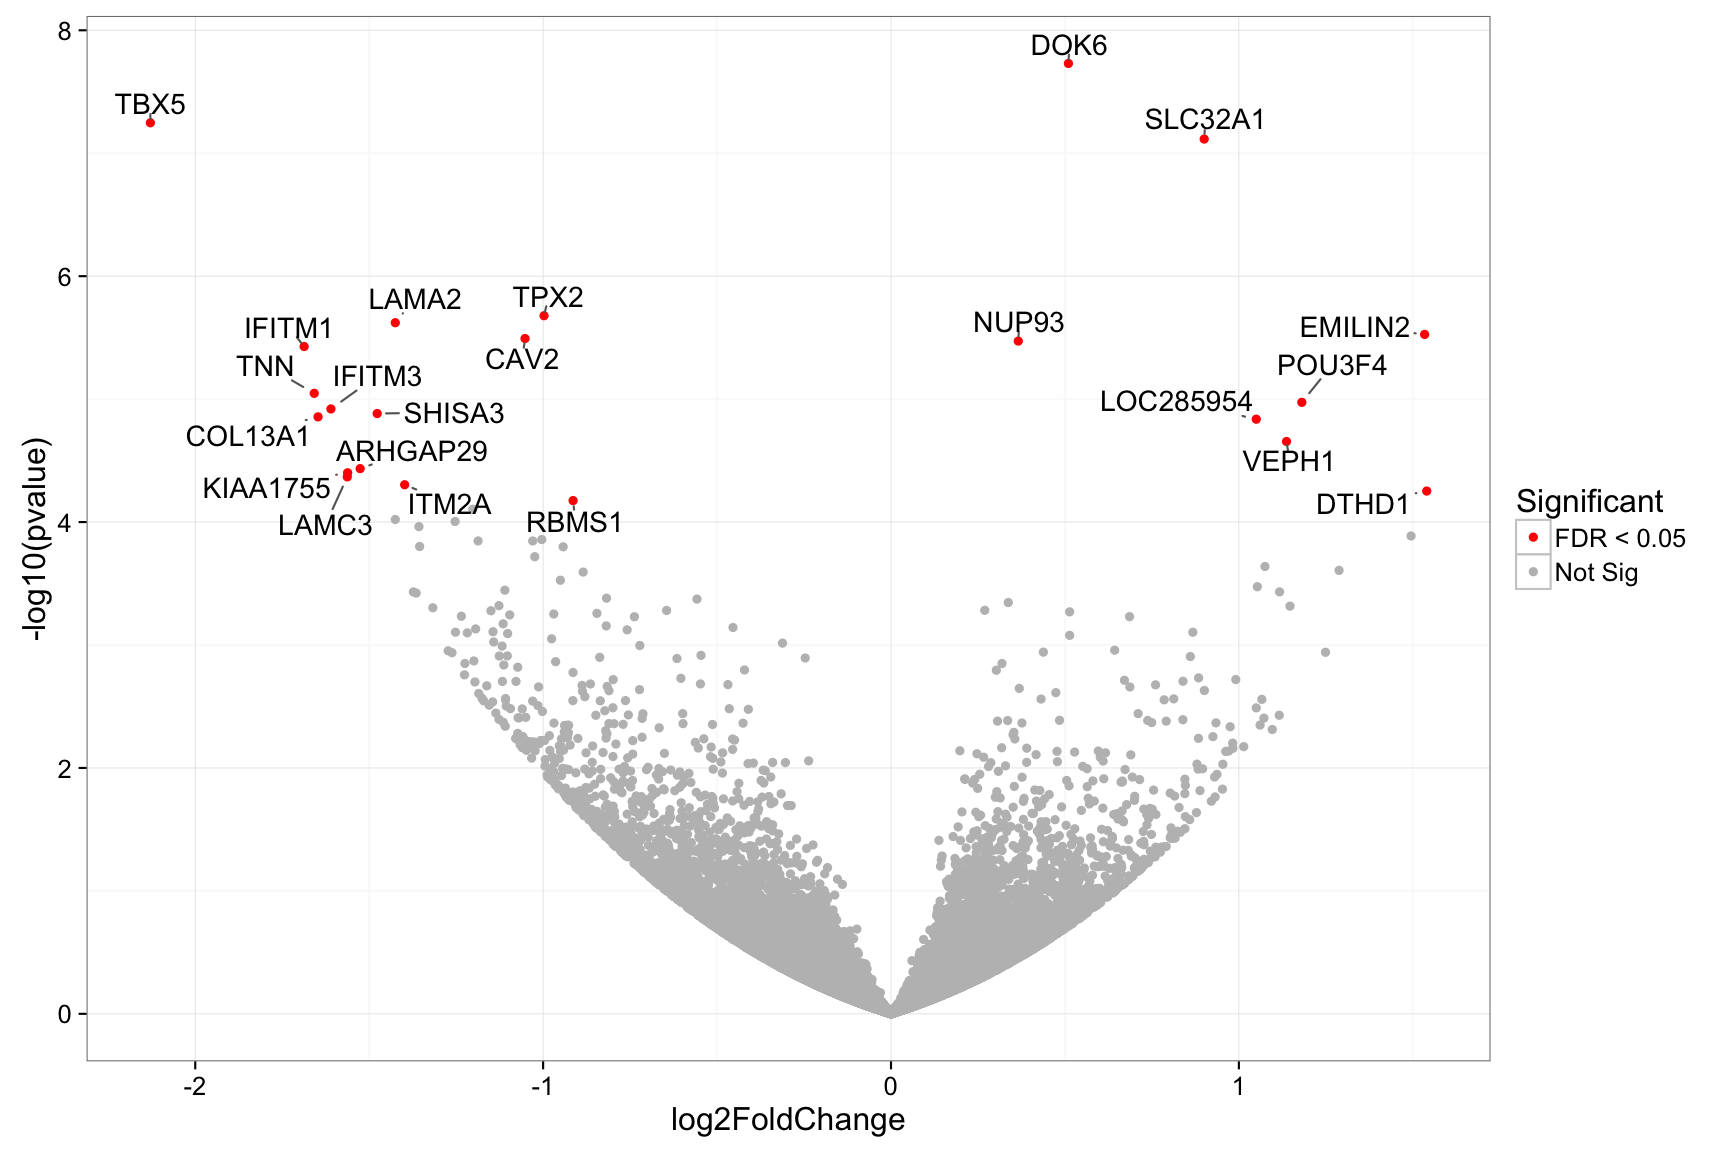 8
DOK6
TBX5
SLC32A1
6
LAMA2
TPX2
IFITM1
NUP93
EMILIN2
TNN
CAV2
POU3F4
IFITM3
LOC285954
SHISA3
COL13A1
ARHGAP29
VEPH1
KIAA1755
ITM2A
DTHD1
LAMC3
RBMS1
4
-log10(pvalue)
Significant
FDR < 0.05
Not Sig
2
0
-2 -1 0 1
log2FoldChange